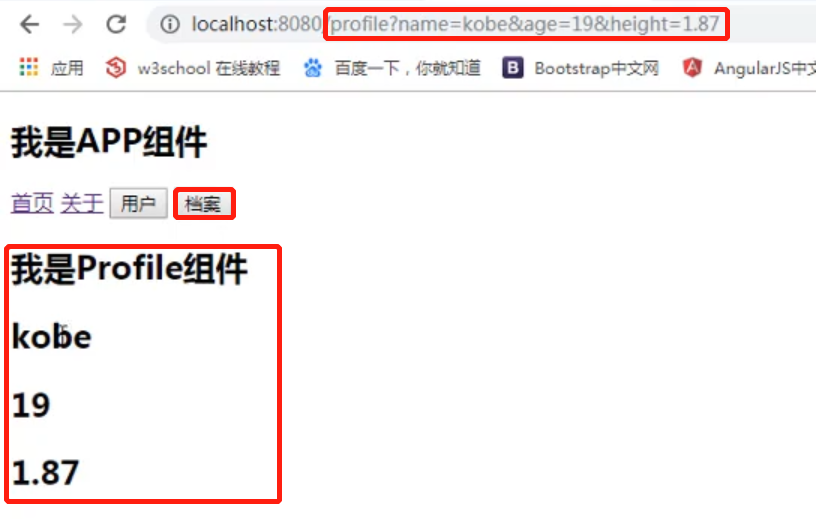 localhost:8080/profile?name=kobe&age=19&height=1.87
应用 w3school 在线教程 百度一下，你就知道 B Bootstrap中文网 AngularJS中文
我是APP组件
首页 关于 用户 档案
我是Profile组件
kobe
19
1.87